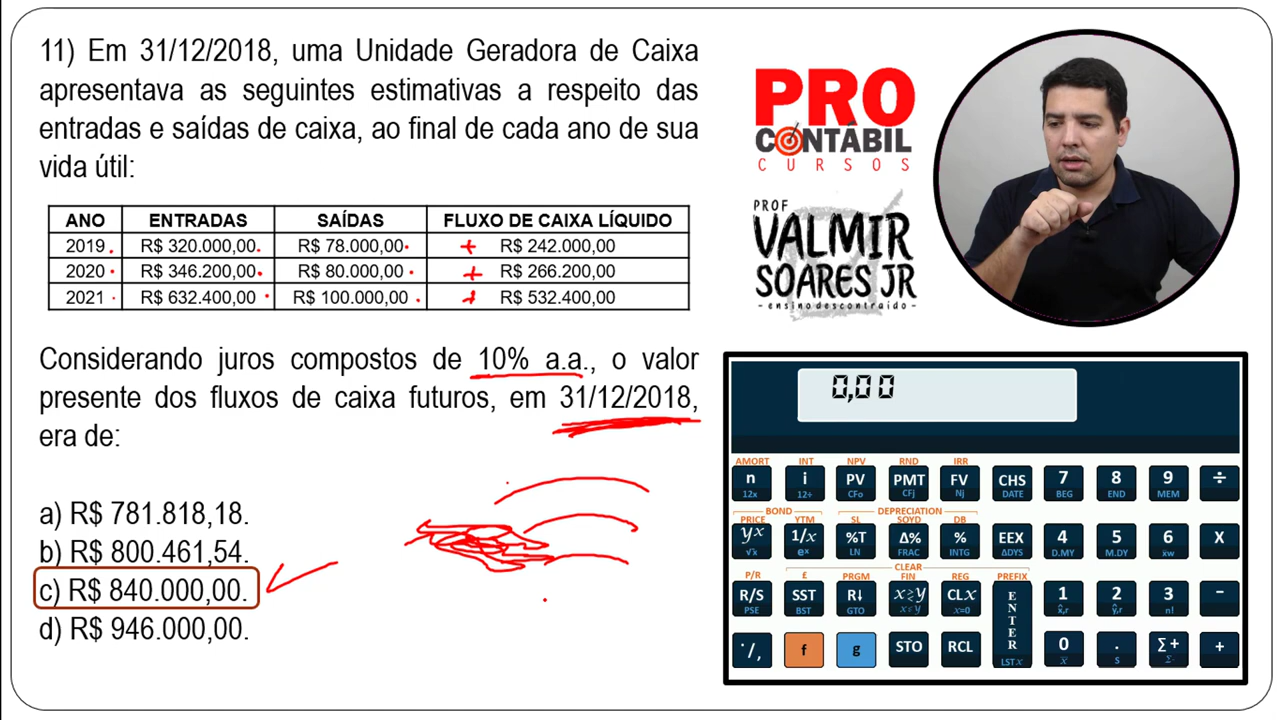 11) Em 31/12/2018, uma Unidade Geradora de Caixa
apresentava as seguintes estimativas a respeito das
entradas e saídas de caixa, ao final de cada ano de sua
vida útil:
ANO ENTRADAS SAÍDAS FLUXO DE CAIXA LÍQUIDO
2019 R$ 320.000,00 R$ 78.000,00 + R$ 242.000,00
2020 R$ 346.200,00 R$ 80.000,00 + R$ 266.200,00
2021 R$ 632.400,00 R$ 100.000,00 + R$ 532.400,00
Considerando juros compostos de 10% a.a., o valor
presente dos fluxos de caixa futuros, em 31/12/2018,
era de:
a) R$ 781.818,18.
b) R$ 800.461,54.
c) R$ 840.000,00.
d) R$ 946.000,00.
PRO
CONTÁBIL
CURSOS
PROF
VALMIR
SOARES JR
-ensinodescontraído-
0,00
AMORT INT NPV RND IRR
n i PV PMT FV CHS 7 8 9 ÷
12x 12÷ CFo CFj Nj DATE BEG END MEM
BOND DEPRECIATION
PRICE YTM SL SOYD DB
yx 1/x %T Δ% % EEX 4 5 6 X
√x ex LN FRAC INTG ΔDYS D.MY M.DY x̄w
CLEAR
P/R £ PRGM FIN REG PREFIX
R/S SST R↓ x≷y CLx ENTER 1 2 3 −
PSE BST GTO x≤y x=0 x̂,r ŷ,r n!
·/, f g STO RCL 0 . Σ+ +
LSTx x̄ s Σ-